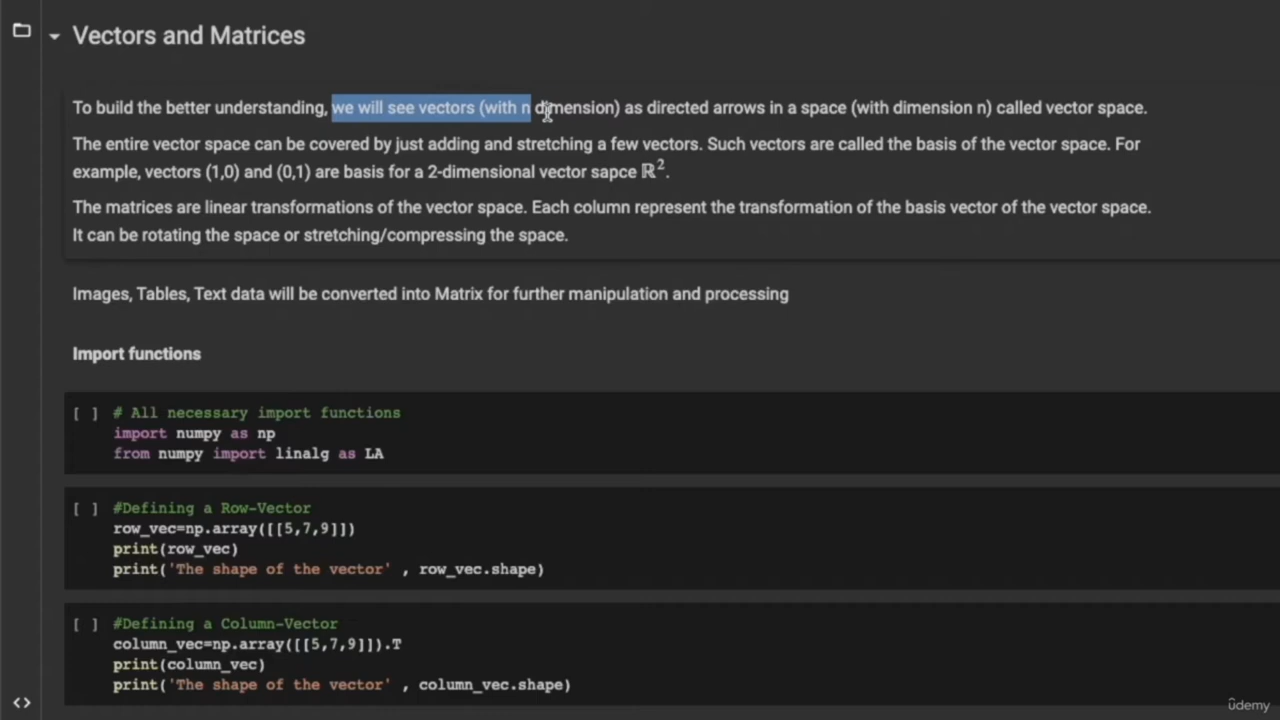 Vectors and Matrices
To build the better understanding, we will see vectors (with n dimension) as directed arrows in a space (with dimension n) called vector space.
The entire vector space can be covered by just adding and stretching a few vectors. Such vectors are called the basis of the vector space. For
example, vectors (1,0) and (0,1) are basis for a 2-dimensional vector sapce ℝ².
The matrices are linear transformations of the vector space. Each column represent the transformation of the basis vector of the vector space.
It can be rotating the space or stretching/compressing the space.
Images, Tables, Text data will be converted into Matrix for further manipulation and processing
Import functions
[ ] # All necessary import functions
import numpy as np
from numpy import linalg as LA
[ ] #Defining a Row-Vector
row_vec=np.array([[5,7,9]])
print(row_vec)
print('The shape of the vector' , row_vec.shape)
[ ] #Defining a Column-Vector
column_vec=np.array([[5,7,9]]).T
print(column_vec)
print('The shape of the vector' , column_vec.shape)
ûdemy